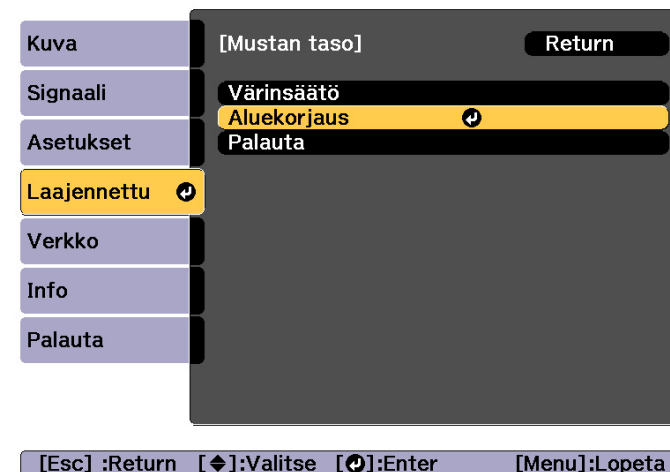 Kuva
Signaali
Asetukset
Laajennettu
Verkko
Info
Palauta
[Mustan taso] Return
Värinsäätö
Aluekorjaus
Palauta
[Esc] :Return [◆]:Valitse [⏎]:Enter [Menu]:Lopeta